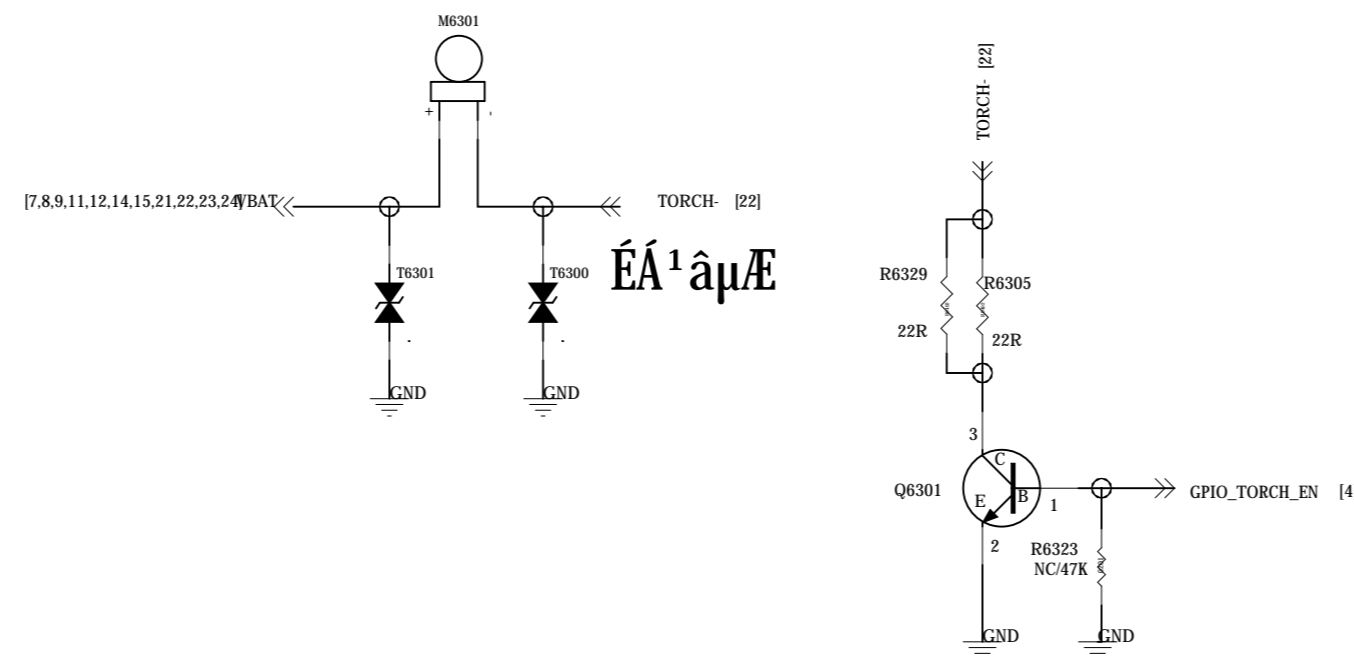 M6301
+
[7,8,9,11,12,14,15,21,22,23,24]VBAT
TORCH- [22]
T6301
T6300
ÉÁ¹âµÆ
GND
GND
TORCH- [22]
R6329
R6305
22R
22R
3
C
Q6301
E
B
1
GPIO_TORCH_EN [4
2
R6323
NC/47K
GND
GND